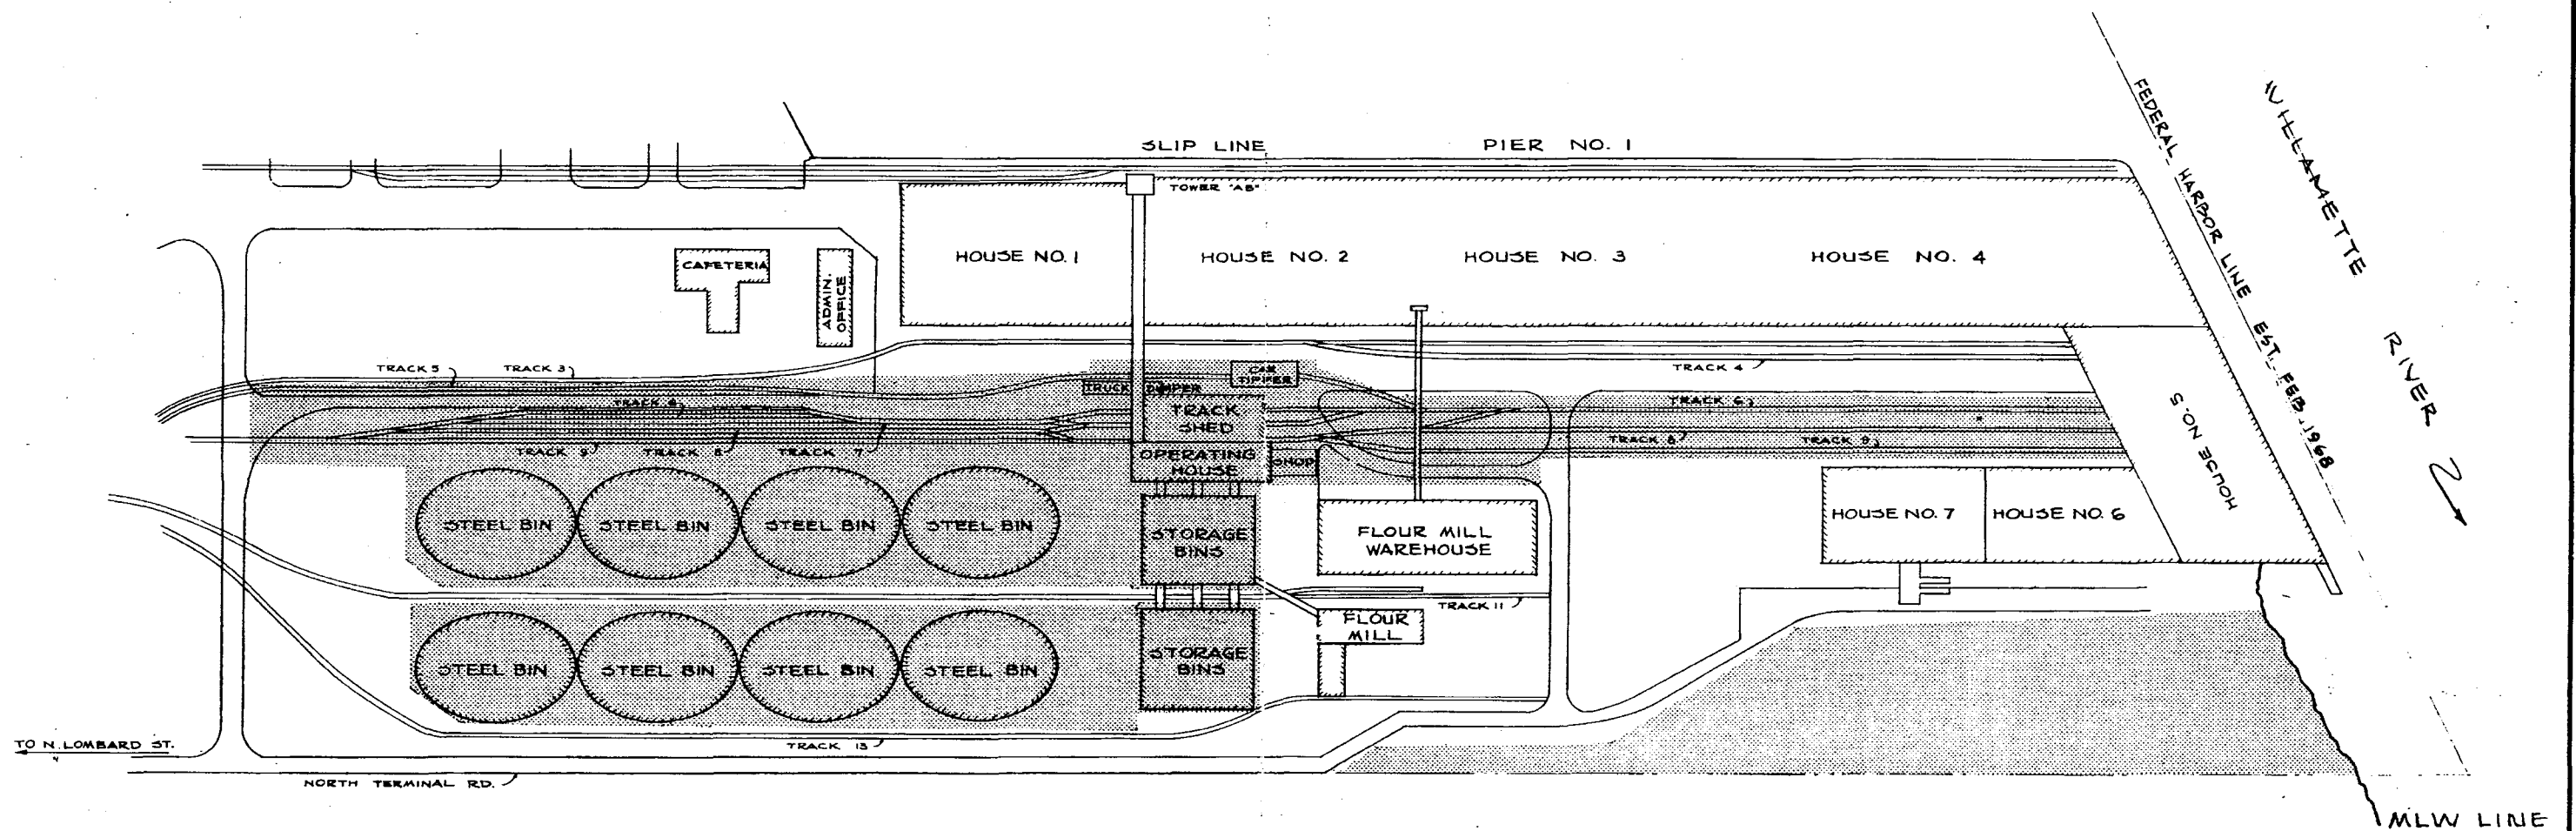 SLIP LINE
PIER NO. 1
TOWER "AB"
FEDERAL HARBOR LINE EST. FEB. 1968
WILLAMETTE RIVER
CAFETERIA
ADMIN.
OFFICE
HOUSE NO. 1
HOUSE NO. 2
HOUSE NO. 3
HOUSE NO. 4
TRACK 5
TRACK 3
TRACK 4
TRUCK DUMPER
CAR
TIPPER
TRACK 6
TRACK
SHED
TRACK 6
HOUSE NO. 5
TRACK 9
TRACK 8
TRACK 7
OPERATING
HOUSE
SHOP
TRACK 8
TRACK 9
STEEL BIN
STEEL BIN
STEEL BIN
STEEL BIN
STORAGE
BINS
FLOUR MILL
WAREHOUSE
HOUSE NO. 7
HOUSE NO. 6
TRACK 11
FLOUR
MILL
STEEL BIN
STEEL BIN
STEEL BIN
STEEL BIN
STORAGE
BINS
TO N. LOMBARD ST.
TRACK 13
NORTH TERMINAL RD.
MLW LINE